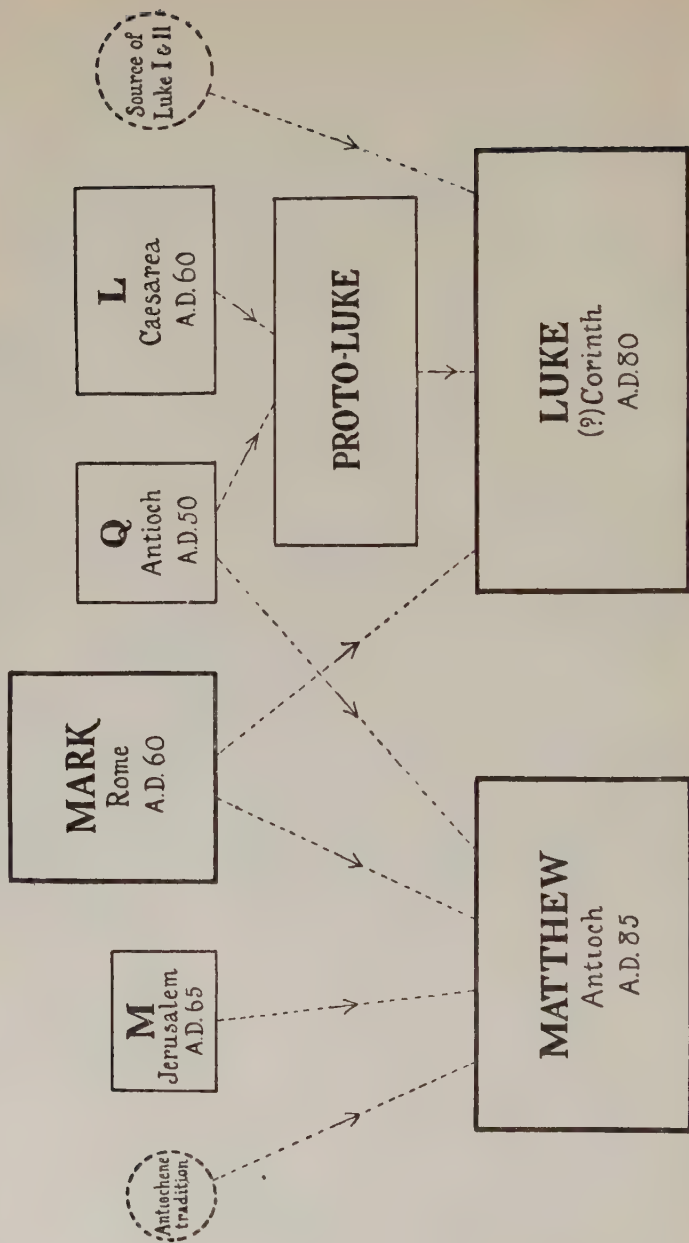 Antiochene
tradition
M
Jerusalem
A.D. 65
MARK
Rome
A.D. 60
Q
Antioch
A.D. 50
L
Caesarea
A.D. 60
Source of
Luke I & II
PROTO-LUKE
MATTHEW
Antioch
A.D. 85
LUKE
(?) Corinth
A.D. 80